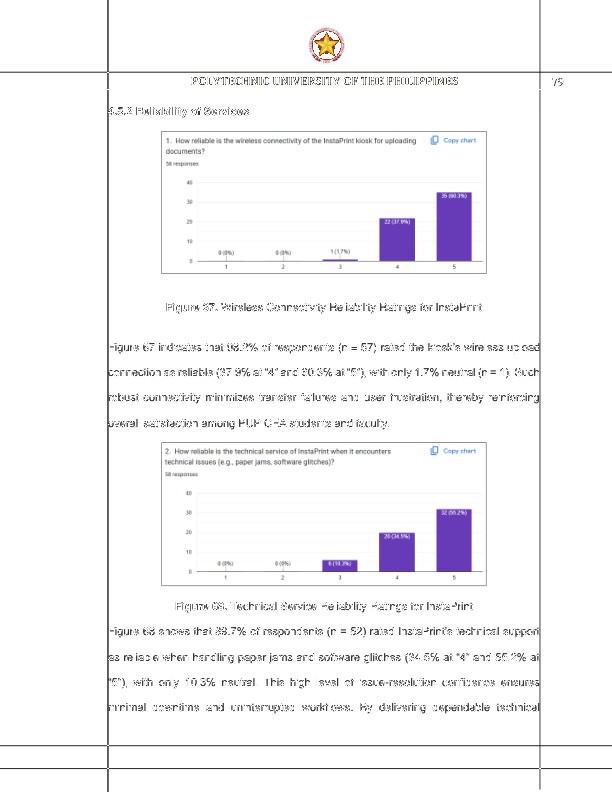 POLYTECHNIC UNIVERSITY OF THE PHILIPPINES
75
Reliability of Services
1. How reliable is the wireless connectivity of the InstaPrint kiosk for uploading
documents?
Copy chart
58 responses
40
30
20
10
0
0 (0%)
0 (0%)
1 (1.7%)
22 (37.9%)
35 (60.3%)
1
2
3
4
5
Figure 67. Wireless Connectivity Reliability Ratings for InstaPrint
Figure 67 indicates that 98.2% of respondents (n = 57) rated the kiosk's wireless upload
connection as reliable (37.9% at "4" and 60.3% at "5"), with only 1.7% neutral (n = 1). Such
robust connectivity minimizes transfer failures and user frustration, thereby reinforcing
overall satisfaction among PUP students and faculty.
2. How reliable is the technical service of InstaPrint when it encounters
technical issues (e.g., paper jams, software glitches)?
Copy chart
58 responses
40
30
20
10
0
0 (0%)
0 (0%)
6 (10.3%)
20 (34.5%)
32 (55.2%)
1
2
3
4
5
Figure 68. Technical Service Reliability Ratings for InstaPrint
Figure 68 shows that 89.7% of respondents (n = 52) rated InstaPrint's technical support
as reliable when handling paper jams and software glitches (34.5% at "4" and 55.2% at
"5"), with only 10.3% neutral. This high level of issue-resolution confidence ensures
minimal downtime and uninterrupted workflows. By delivering dependable technical